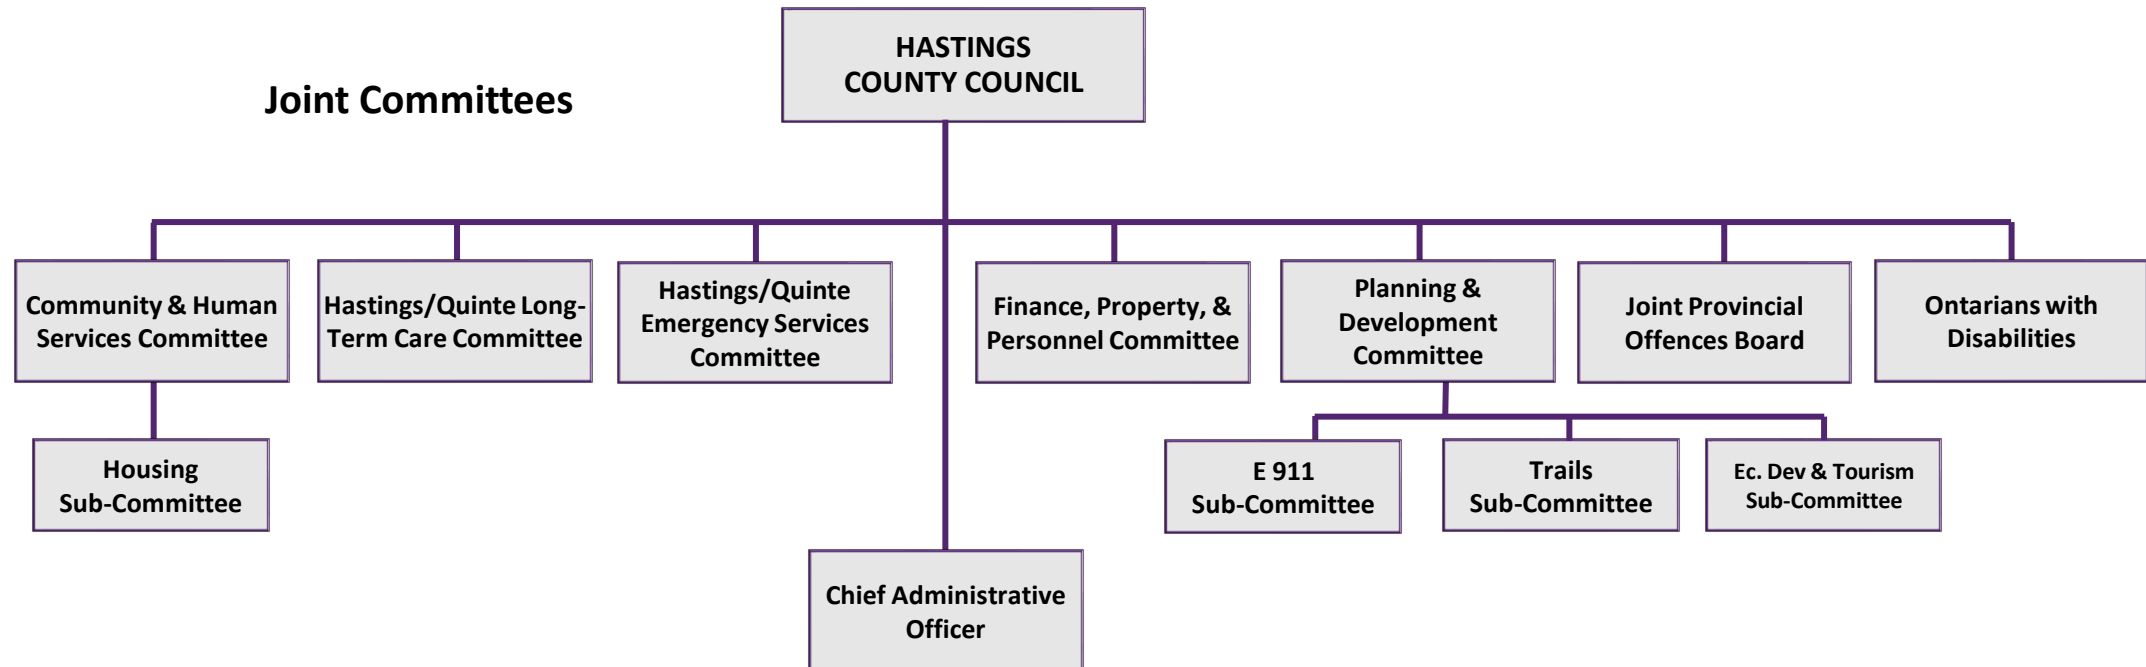 HASTINGS
COUNTY COUNCIL
Joint Committees
Community & Human
Services Committee
Hastings/Quinte Long-
Term Care Committee
Hastings/Quinte
Emergency Services
Committee
Finance, Property, &
Personnel Committee
Planning &
Development
Committee
Joint Provincial
Offences Board
Ontarians with
Disabilities
Housing
Sub-Committee
E 911
Sub-Committee
Trails
Sub-Committee
Ec. Dev & Tourism
Sub-Committee
Chief Administrative
Officer